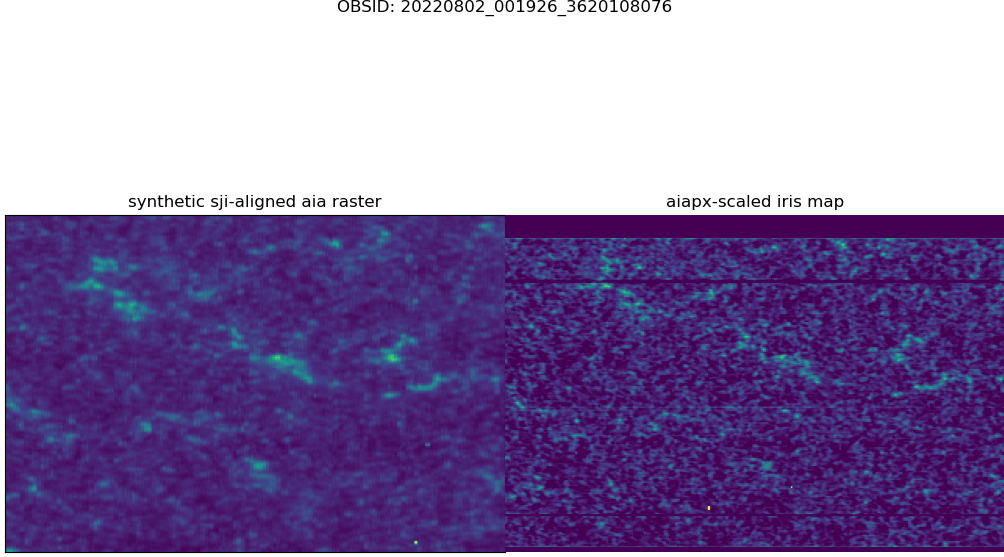 OBSID: 20220802_001926_3620108076
synthetic sji-aligned aia raster
aiapx-scaled iris map